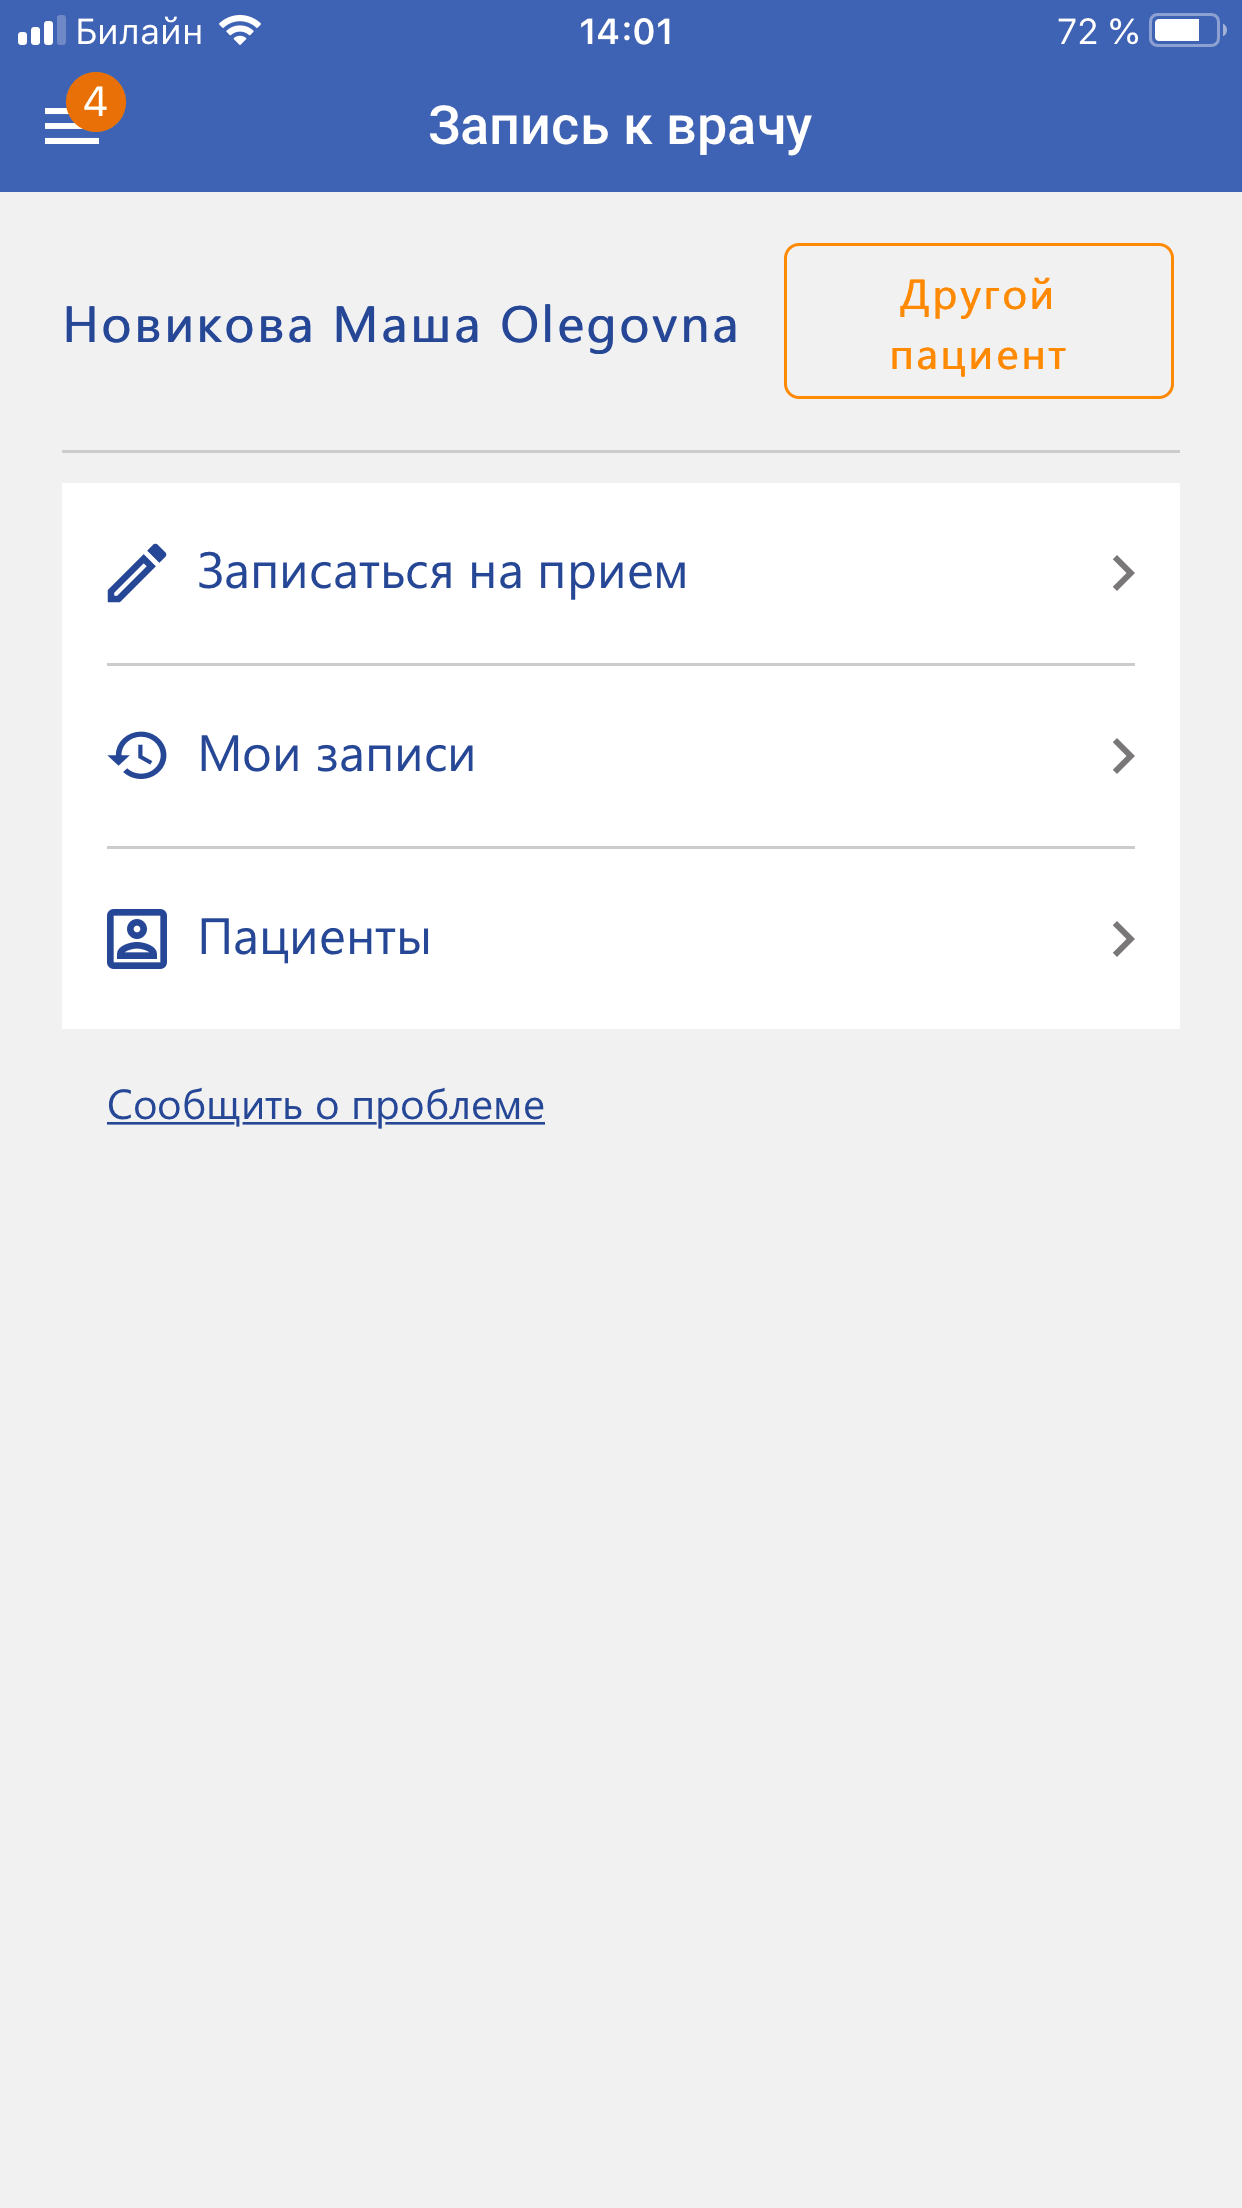 Билайн 14:01 72 %
4
Запись к врачу
Новикова Маша Olegovna
Другой
пациент
Записаться на прием
Мои записи
Пациенты
Сообщить о проблеме